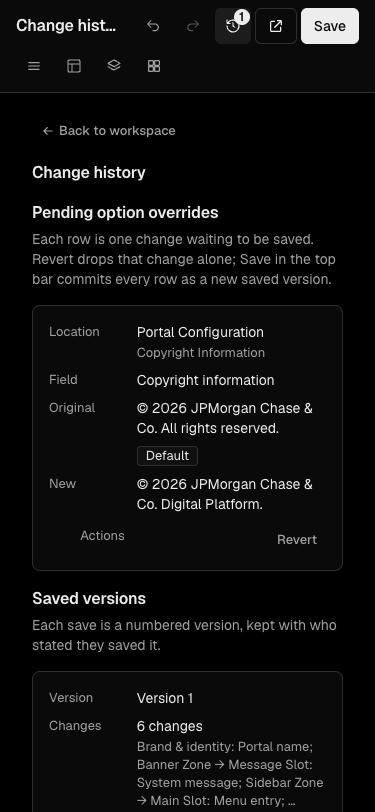 Change hist...
1
Save
← Back to workspace
Change history
Pending option overrides
Each row is one change waiting to be saved.
Revert drops that change alone; Save in the top
bar commits every row as a new saved version.
Location Portal Configuration
Copyright Information
Field Copyright information
Original © 2026 JPMorgan Chase &
Co. All rights reserved.
Default
New © 2026 JPMorgan Chase &
Co. Digital Platform.
Actions Revert
Saved versions
Each save is a numbered version, kept with who
stated they saved it.
Version Version 1
Changes 6 changes
Brand & identity: Portal name;
Banner Zone → Message Slot:
System message; Sidebar Zone
→ Main Slot: Menu entry; …